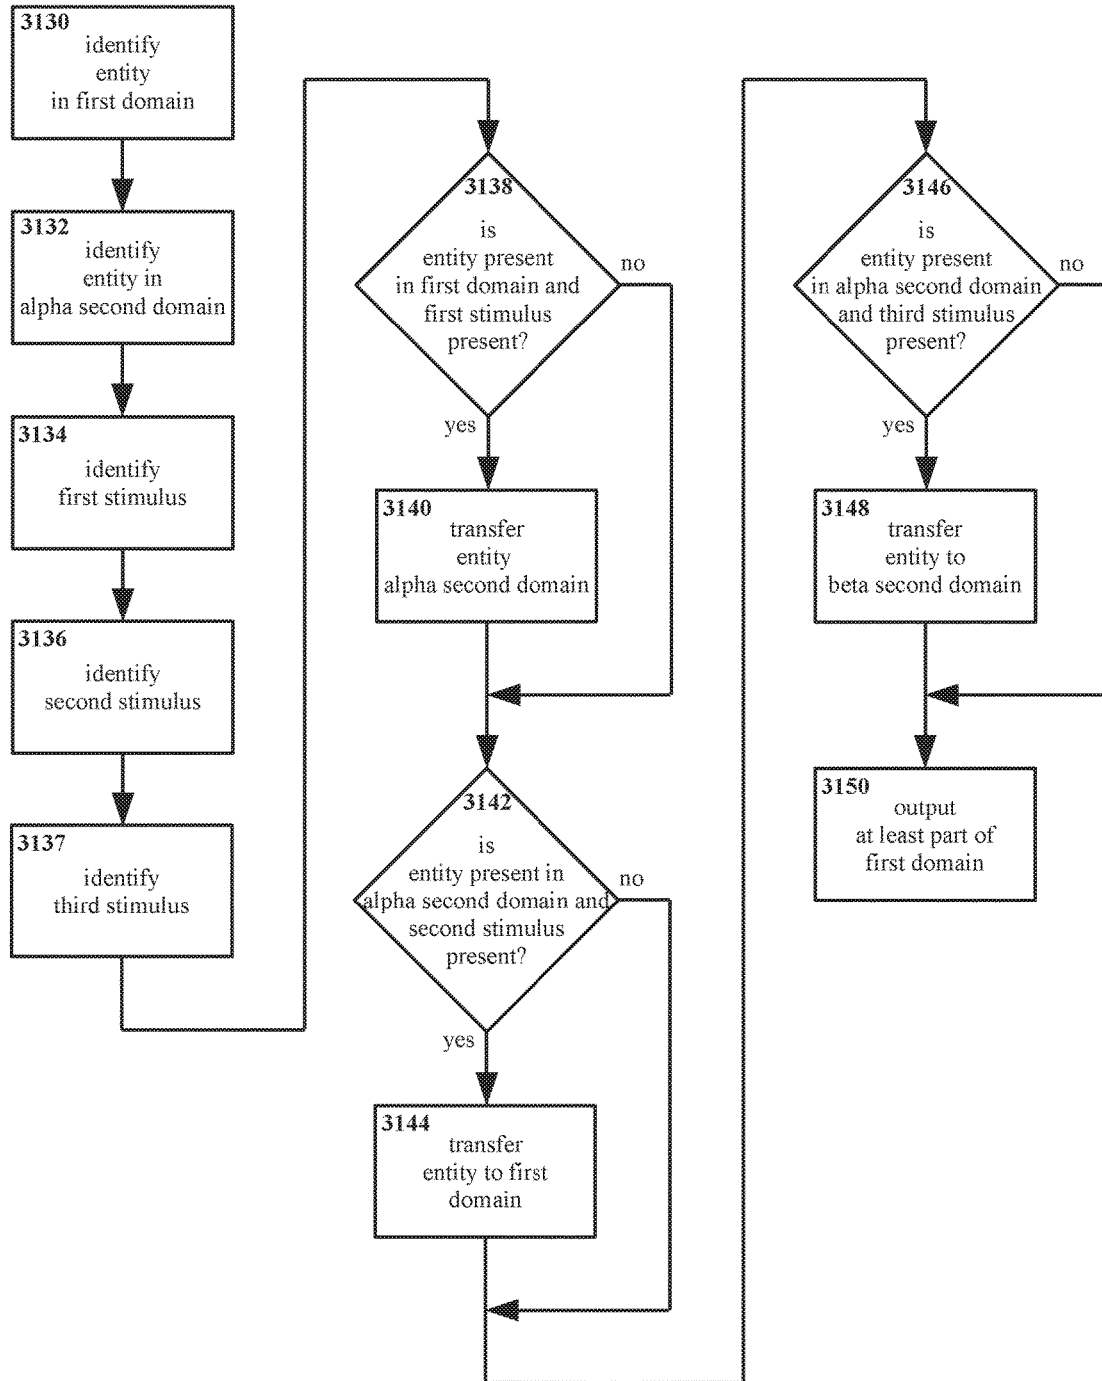 3130
identify
entity
in first domain
3132
identify
entity in
alpha second domain
3134
identify
first stimulus
3136
identify
second stimulus
3137
identify
third stimulus
3138
is
entity present
in first domain and
first stimulus
present?
no
yes
3140
transfer
entity
alpha second domain
3142
is
entity present in
alpha second domain and
second stimulus
present?
no
yes
3144
transfer
entity to first
domain
3146
is
entity present
in alpha second domain
and third stimulus
present?
no
yes
3148
transfer
entity to
beta second domain
3150
output
at least part of
first domain